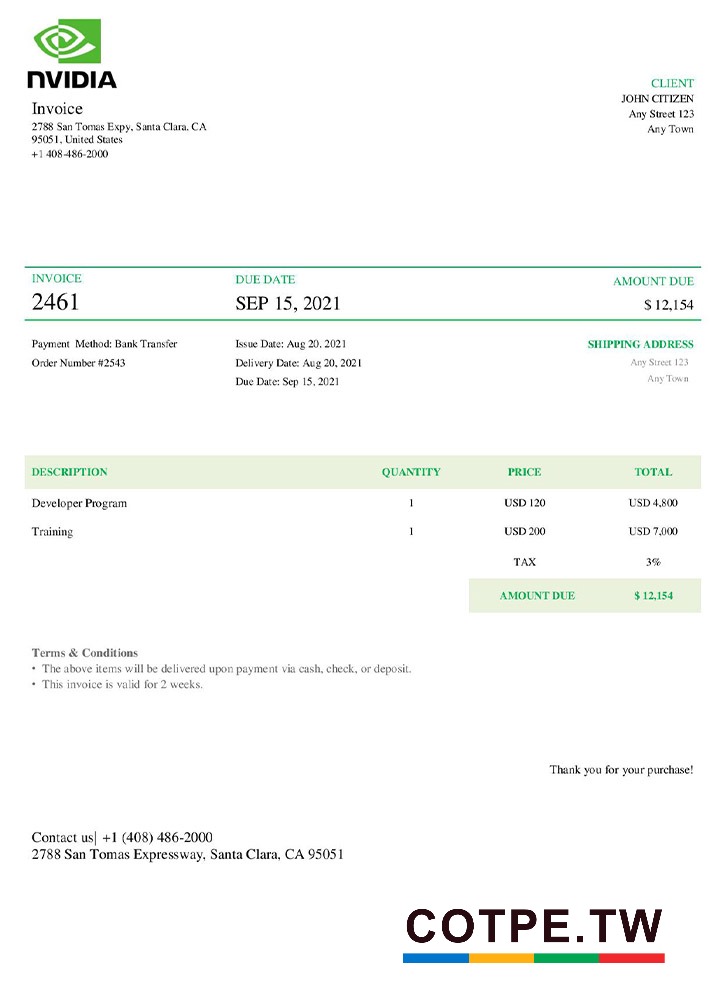 NVIDIA
Invoice
2788 San Tomas Expy, Santa Clara, CA
95051, United States
+1 408-486-2000
CLIENT
JOHN CITIZEN
Any Street 123
Any Town
INVOICE DUE DATE AMOUNT DUE
2461 SEP 15, 2021 $ 12,154
Payment Method: Bank Transfer Issue Date: Aug 20, 2021 SHIPPING ADDRESS
Order Number #2543 Delivery Date: Aug 20, 2021 Any Street 123
Due Date: Sep 15, 2021 Any Town
DESCRIPTION QUANTITY PRICE TOTAL
Developer Program 1 USD 120 USD 4,800
Training 1 USD 200 USD 7,000
TAX 3%
AMOUNT DUE $ 12,154
Terms & Conditions
• The above items will be delivered upon payment via cash, check, or deposit.
• This invoice is valid for 2 weeks.
Thank you for your purchase!
Contact us| +1 (408) 486-2000
2788 San Tomas Expressway, Santa Clara, CA 95051
COTPE.TW